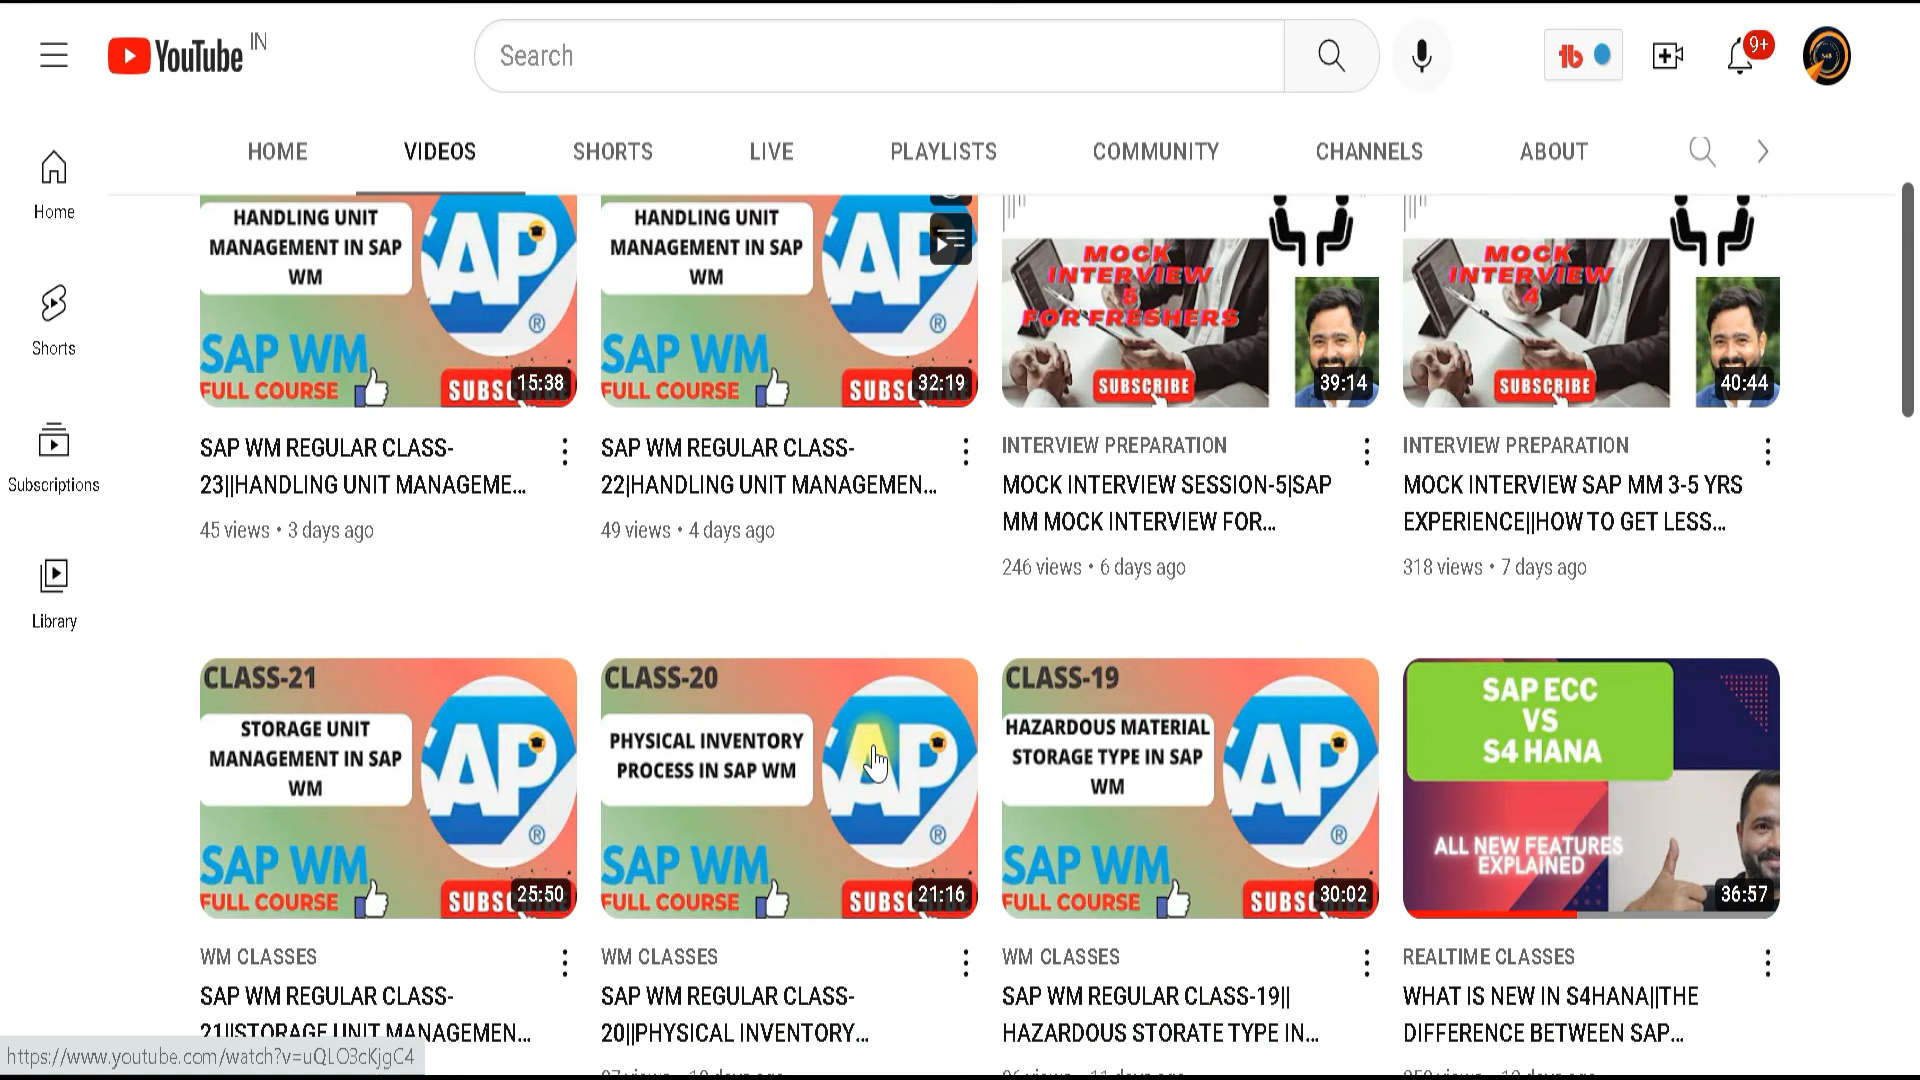 YouTube IN
Search
9+
HOME VIDEOS SHORTS LIVE PLAYLISTS COMMUNITY CHANNELS ABOUT
Home
Shorts
Subscriptions
Library
HANDLING UNIT
MANAGEMENT IN SAP
WM
SAP WM
FULL COURSE
15:38
SAP WM REGULAR CLASS-
23||HANDLING UNIT MANAGEME...
45 views • 3 days ago
HANDLING UNIT
MANAGEMENT IN SAP
WM
SAP WM
FULL COURSE
32:19
SAP WM REGULAR CLASS-
22|HANDLING UNIT MANAGEMEN...
49 views • 4 days ago
MOCK
INTERVIEW
5
FOR FRESHERS
SUBSCRIBE
39:14
INTERVIEW PREPARATION
MOCK INTERVIEW SESSION-5|SAP
MM MOCK INTERVIEW FOR...
246 views • 6 days ago
MOCK
INTERVIEW
4
SUBSCRIBE
40:44
INTERVIEW PREPARATION
MOCK INTERVIEW SAP MM 3-5 YRS
EXPERIENCE||HOW TO GET LESS...
318 views • 7 days ago
CLASS-21
STORAGE UNIT
MANAGEMENT IN SAP
WM
SAP WM
FULL COURSE
25:50
WM CLASSES
SAP WM REGULAR CLASS-
21||STORAGE UNIT MANAGEMEN...
CLASS-20
PHYSICAL INVENTORY
PROCESS IN SAP WM
SAP WM
FULL COURSE
21:16
WM CLASSES
SAP WM REGULAR CLASS-
20||PHYSICAL INVENTORY...
CLASS-19
HAZARDOUS MATERIAL
STORAGE TYPE IN SAP
WM
SAP WM
FULL COURSE
30:02
WM CLASSES
SAP WM REGULAR CLASS-19||
HAZARDOUS STORATE TYPE IN...
SAP ECC
VS
S4 HANA
ALL NEW FEATURES
EXPLAINED
36:57
REALTIME CLASSES
WHAT IS NEW IN S4HANA||THE
DIFFERENCE BETWEEN SAP...
https://www.youtube.com/watch?v=uQLO3cKjgC4